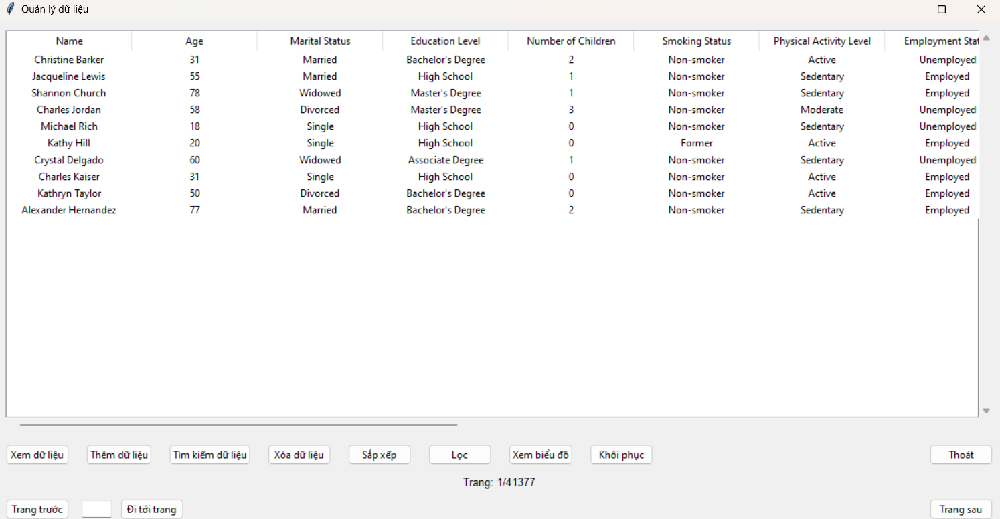 Quản lý dữ liệu
Name Age Marital Status Education Level Number of Children Smoking Status Physical Activity Level Employment Stat
Christine Barker 31 Married Bachelor's Degree 2 Non-smoker Active Unemployed
Jacqueline Lewis 55 Married High School 1 Non-smoker Sedentary Employed
Shannon Church 78 Widowed Master's Degree 1 Non-smoker Sedentary Employed
Charles Jordan 58 Divorced Master's Degree 3 Non-smoker Moderate Unemployed
Michael Rich 18 Single High School 0 Non-smoker Sedentary Unemployed
Kathy Hill 20 Single High School 0 Former Active Employed
Crystal Delgado 60 Widowed Associate Degree 1 Non-smoker Sedentary Unemployed
Charles Kaiser 31 Single High School 0 Non-smoker Active Employed
Kathryn Taylor 50 Divorced Bachelor's Degree 0 Non-smoker Active Employed
Alexander Hernandez 77 Married Bachelor's Degree 2 Non-smoker Sedentary Employed
Xem dữ liệu Thêm dữ liệu Tìm kiếm dữ liệu Xóa dữ liệu Sắp xếp Lọc Xem biểu đồ Khôi phục Thoát
Trang: 1/41377
Trang trước Đi tới trang Trang sau